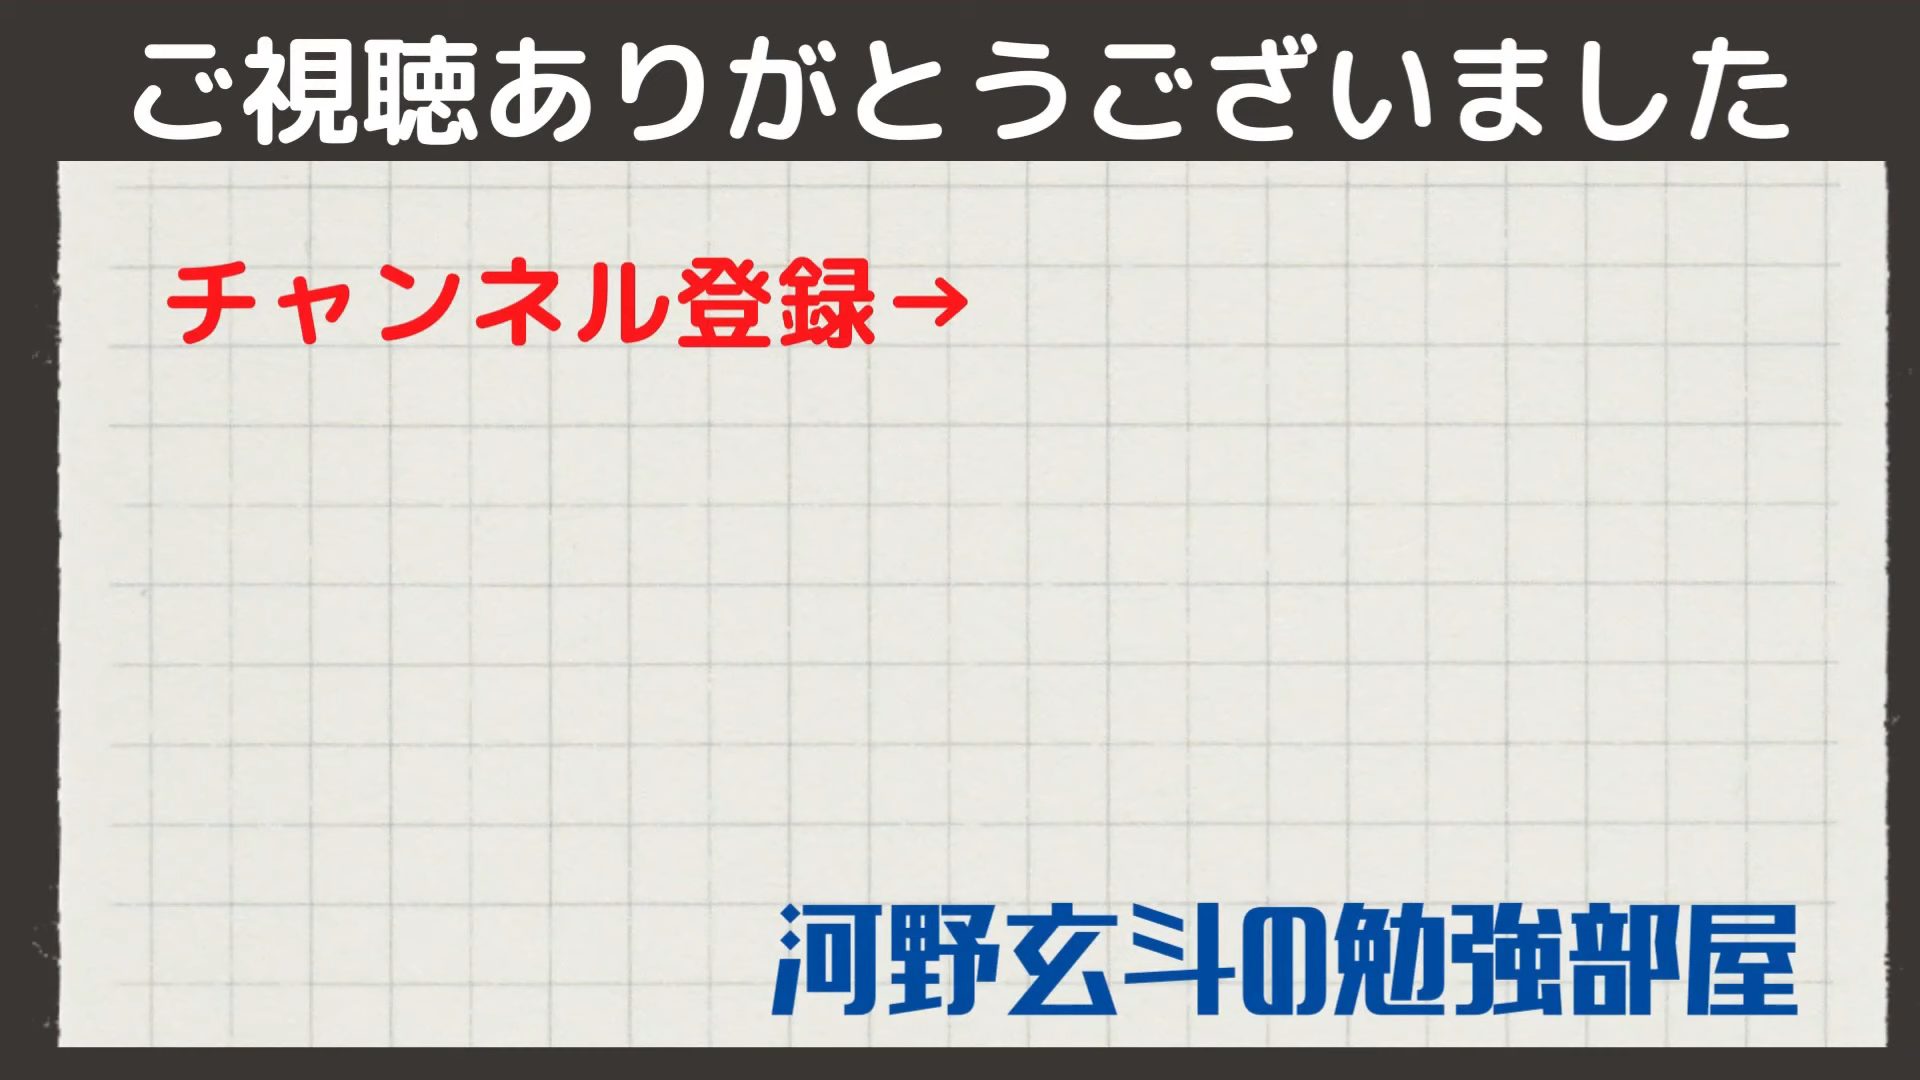 ご視聴ありがとうございました
チャンネル登録→
河野玄斗の勉強部屋